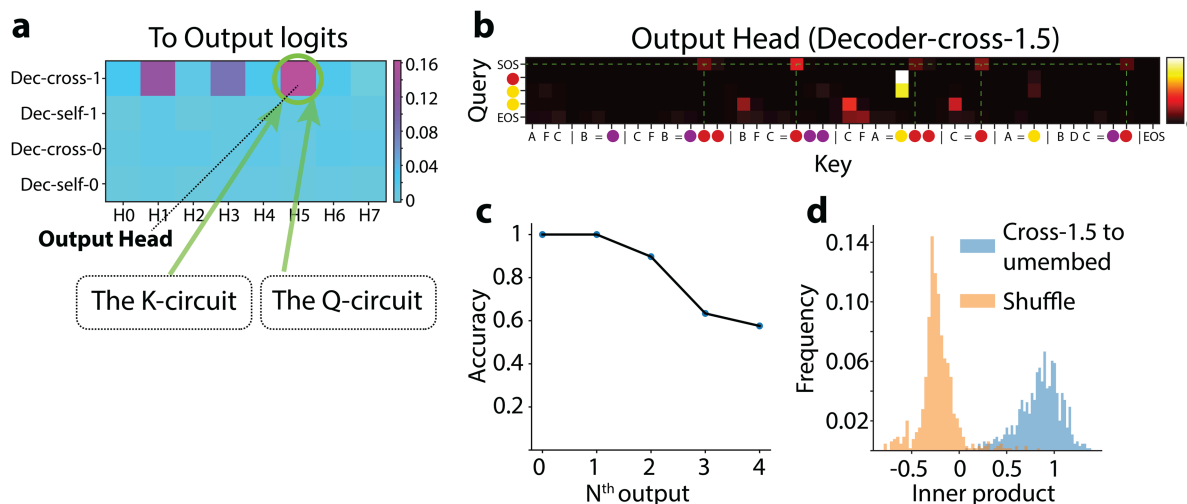 a
To Output logits
Dec-cross-1
Dec-self-1
Dec-cross-0
Dec-self-0
0.16
0.12
0.08
0.04
0
H0 H1 H2 H3 H4 H5 H6 H7
Output Head
The K-circuit
The Q-circuit
b
Output Head (Decoder-cross-1.5)
Query
SOS
EOS
A F C | B = | C F B = | B F C = | C F A = | C = | A = | B D C = | EOS
Key
c
Accuracy
1
0.8
0.6
0.4
0.2
0 1 2 3 4
Nth output
d
Frequency
0.14
0.10
0.06
0.02
Cross-1.5 to
umembed
Shuffle
-0.5 0 0.5 1
Inner product